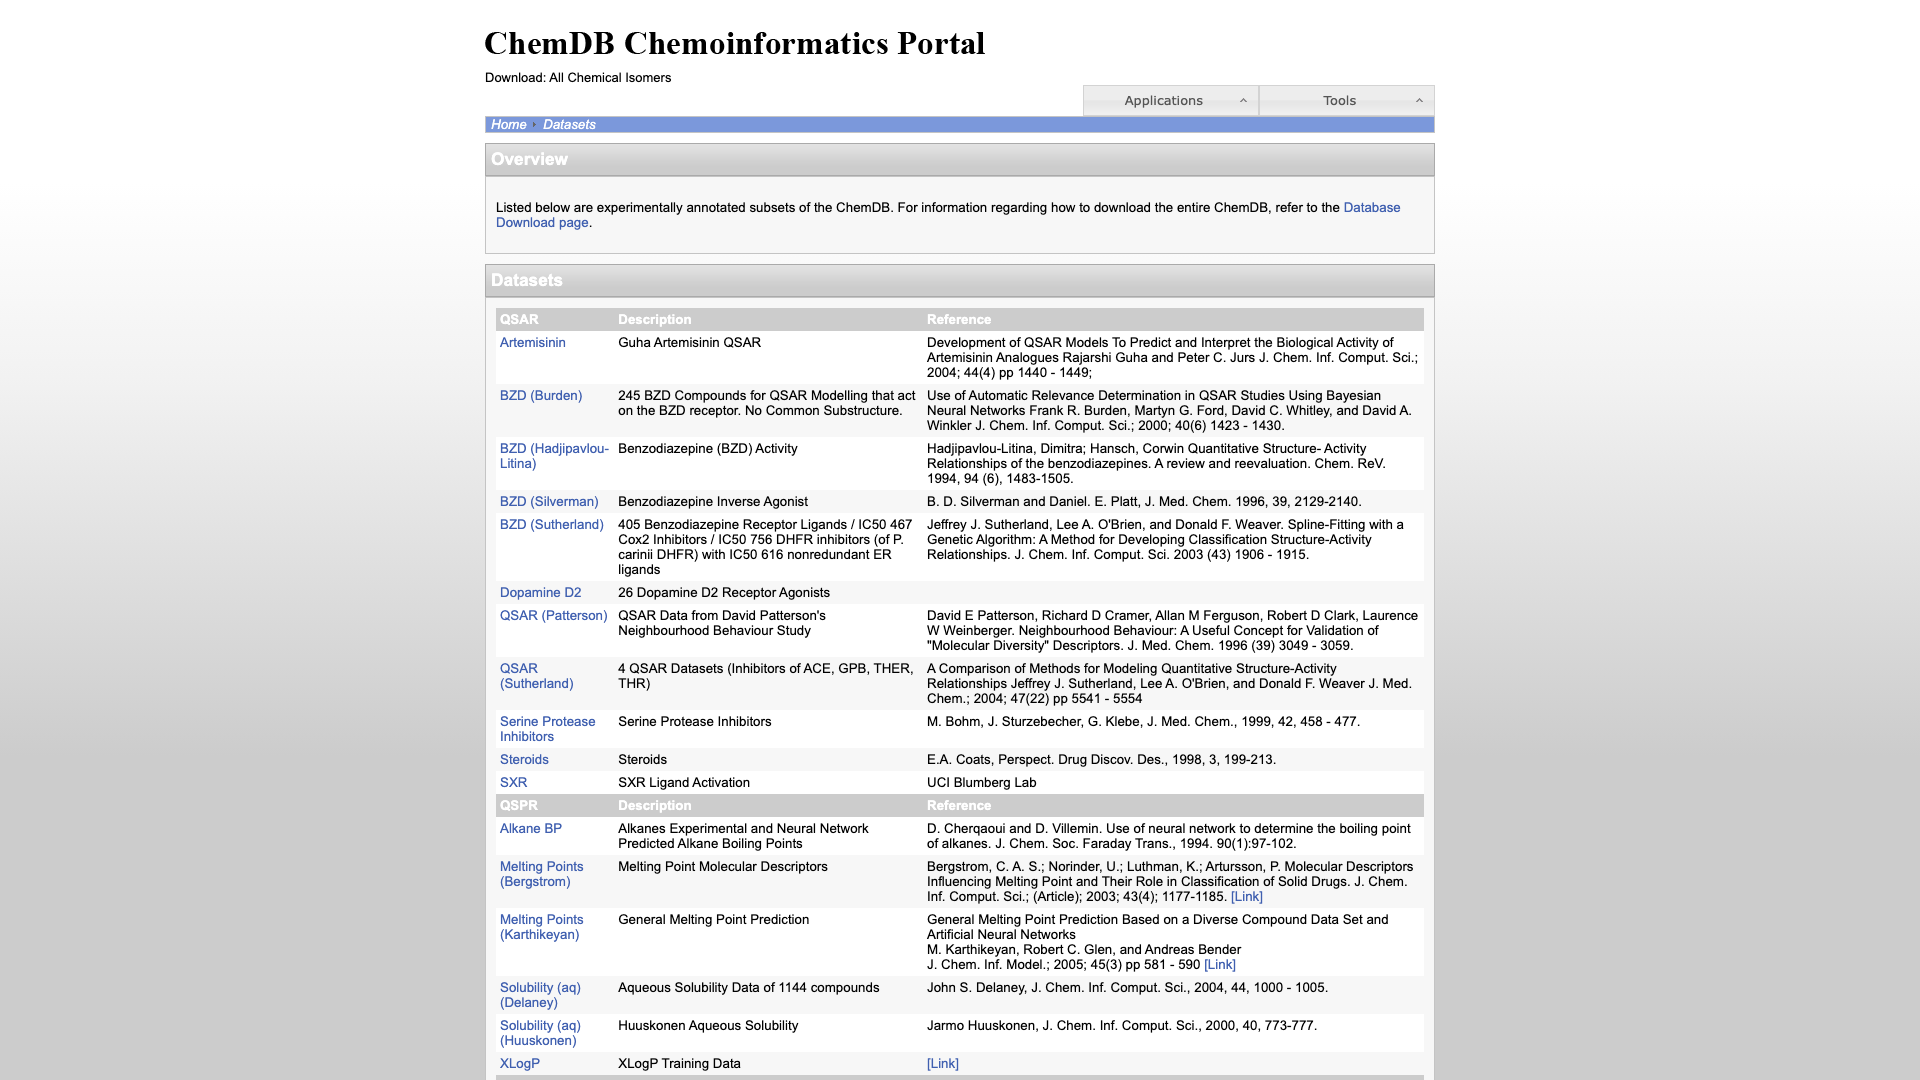 ChemDB Chemoinformatics Portal
Download: All Chemical Isomers
Applications
Tools
Home Datasets
Overview
Listed below are experimentally annotated subsets of the ChemDB. For information regarding how to download the entire ChemDB, refer to the Database
Download page.
Datasets
QSAR Description Reference
Artemisinin Guha Artemisinin QSAR Development of QSAR Models To Predict and Interpret the Biological Activity of
Artemisinin Analogues Rajarshi Guha and Peter C. Jurs J. Chem. Inf. Comput. Sci.;
2004; 44(4) pp 1440 - 1449;
BZD (Burden) 245 BZD Compounds for QSAR Modelling that act Use of Automatic Relevance Determination in QSAR Studies Using Bayesian
on the BZD receptor. No Common Substructure. Neural Networks Frank R. Burden, Martyn G. Ford, David C. Whitley, and David A.
Winkler J. Chem. Inf. Comput. Sci.; 2000; 40(6) 1423 - 1430.
BZD (Hadjipavlou- Benzodiazepine (BZD) Activity Hadjipavlou-Litina, Dimitra; Hansch, Corwin Quantitative Structure- Activity
Litina) Relationships of the benzodiazepines. A review and reevaluation. Chem. ReV.
1994, 94 (6), 1483-1505.
BZD (Silverman) Benzodiazepine Inverse Agonist B. D. Silverman and Daniel. E. Platt, J. Med. Chem. 1996, 39, 2129-2140.
BZD (Sutherland) 405 Benzodiazepine Receptor Ligands / IC50 467 Jeffrey J. Sutherland, Lee A. O'Brien, and Donald F. Weaver. Spline-Fitting with a
Cox2 Inhibitors / IC50 756 DHFR inhibitors (of P. Genetic Algorithm: A Method for Developing Classification Structure-Activity
carinii DHFR) with IC50 616 nonredundant ER Relationships. J. Chem. Inf. Comput. Sci. 2003 (43) 1906 - 1915.
ligands
Dopamine D2 26 Dopamine D2 Receptor Agonists
QSAR (Patterson) QSAR Data from David Patterson's David E Patterson, Richard D Cramer, Allan M Ferguson, Robert D Clark, Laurence
Neighbourhood Behaviour Study W Weinberger. Neighbourhood Behaviour: A Useful Concept for Validation of
"Molecular Diversity" Descriptors. J. Med. Chem. 1996 (39) 3049 - 3059.
QSAR 4 QSAR Datasets (Inhibitors of ACE, GPB, THER, A Comparison of Methods for Modeling Quantitative Structure-Activity
(Sutherland) THR) Relationships Jeffrey J. Sutherland, Lee A. O'Brien, and Donald F. Weaver J. Med.
Chem.; 2004; 47(22) pp 5541 - 5554
Serine Protease Serine Protease Inhibitors M. Bohm, J. Sturzebecher, G. Klebe, J. Med. Chem., 1999, 42, 458 - 477.
Inhibitors
Steroids Steroids E.A. Coats, Perspect. Drug Discov. Des., 1998, 3, 199-213.
SXR SXR Ligand Activation UCI Blumberg Lab
QSPR Description Reference
Alkane BP Alkanes Experimental and Neural Network D. Cherqaoui and D. Villemin. Use of neural network to determine the boiling point
Predicted Alkane Boiling Points of alkanes. J. Chem. Soc. Faraday Trans., 1994. 90(1):97-102.
Melting Points Melting Point Molecular Descriptors Bergstrom, C. A. S.; Norinder, U.; Luthman, K.; Artursson, P. Molecular Descriptors
(Bergstrom) Influencing Melting Point and Their Role in Classification of Solid Drugs. J. Chem.
Inf. Comput. Sci.; (Article); 2003; 43(4); 1177-1185. [Link]
Melting Points General Melting Point Prediction General Melting Point Prediction Based on a Diverse Compound Data Set and
(Karthikeyan) Artificial Neural Networks
M. Karthikeyan, Robert C. Glen, and Andreas Bender
J. Chem. Inf. Model.; 2005; 45(3) pp 581 - 590 [Link]
Solubility (aq) Aqueous Solubility Data of 1144 compounds John S. Delaney, J. Chem. Inf. Comput. Sci., 2004, 44, 1000 - 1005.
(Delaney)
Solubility (aq) Huuskonen Aqueous Solubility Jarmo Huuskonen, J. Chem. Inf. Comput. Sci., 2000, 40, 773-777.
(Huuskonen)
XLogP XLogP Training Data [Link]